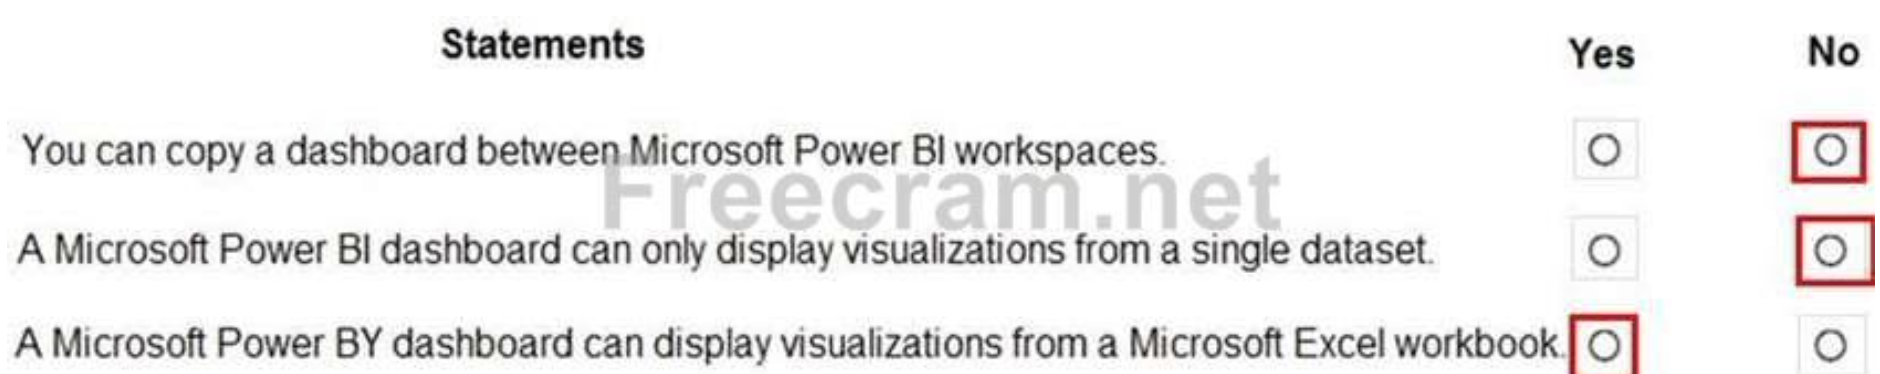 Statements Yes No
You can copy a dashboard between Microsoft Power BI workspaces.
Freecram.net
A Microsoft Power BI dashboard can only display visualizations from a single dataset.
A Microsoft Power BY dashboard can display visualizations from a Microsoft Excel workbook.